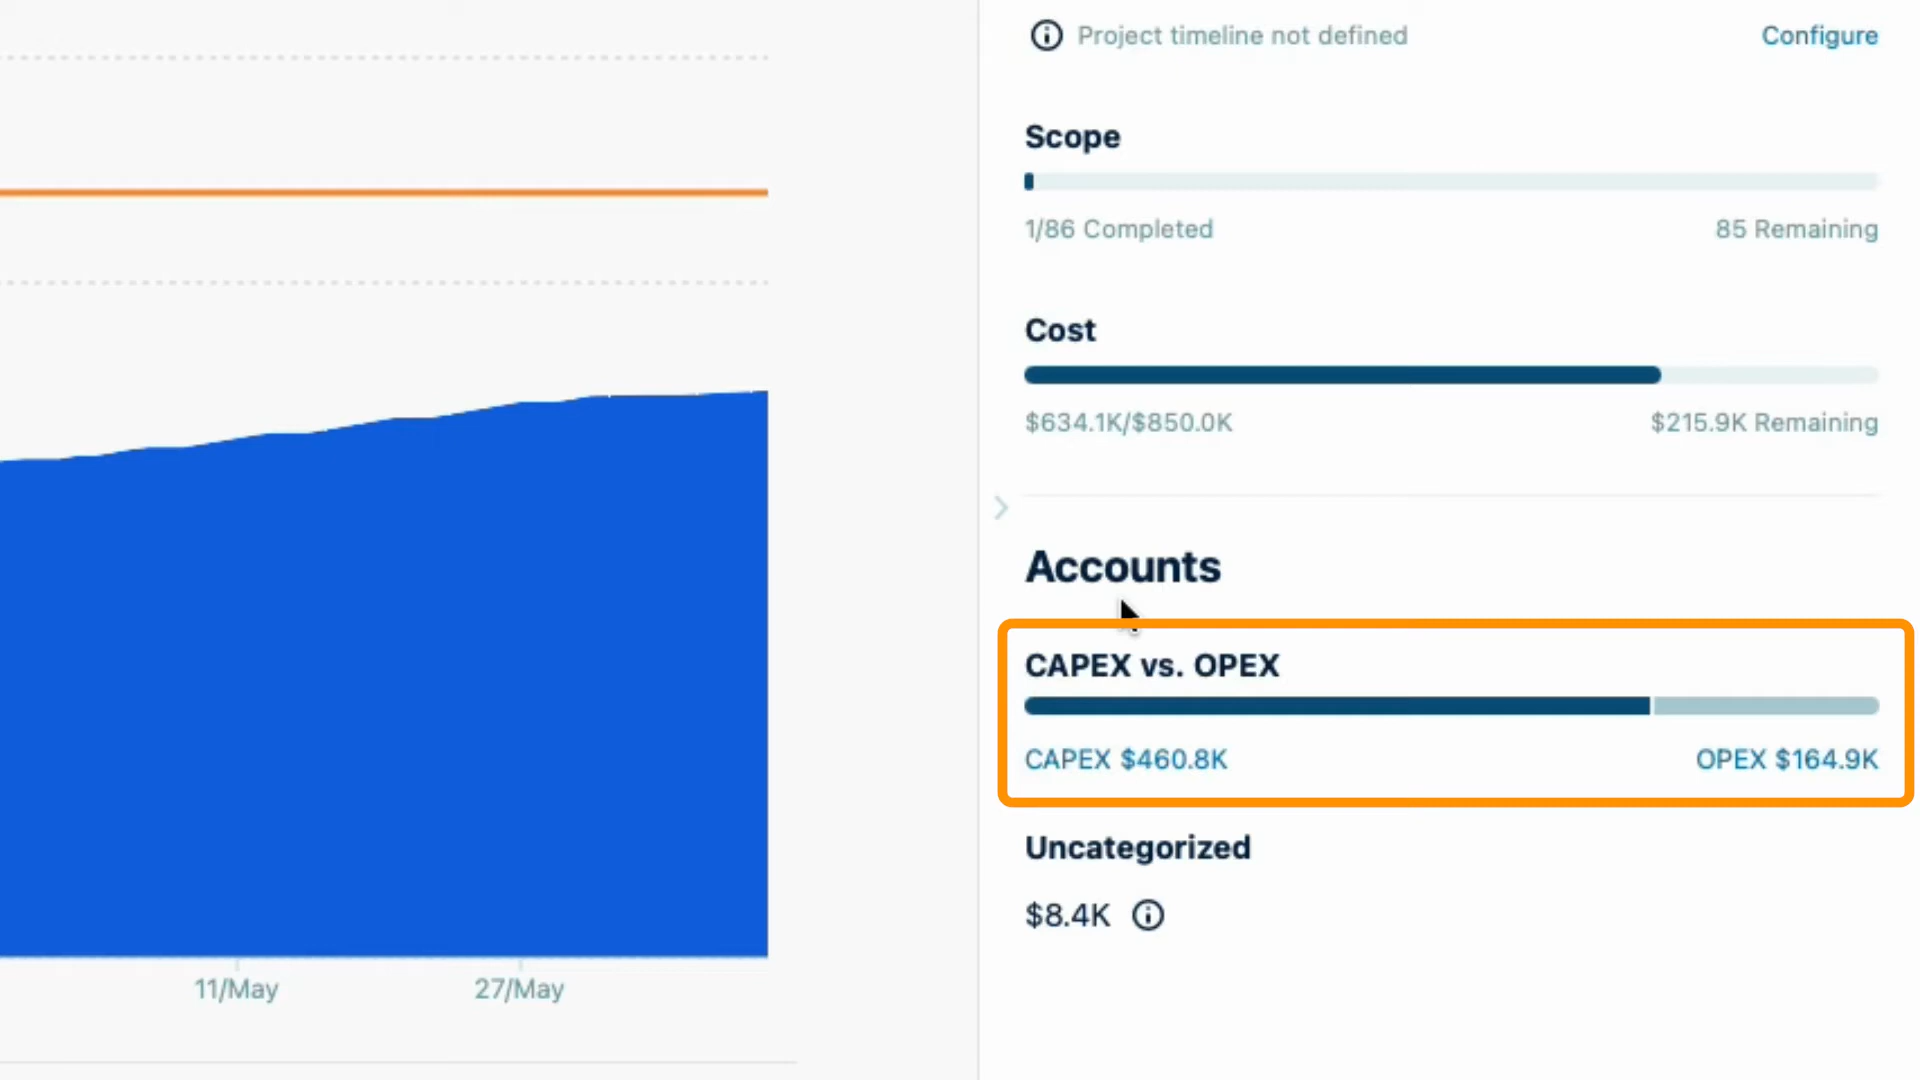 Project timeline not defined
Configure
Scope
1/86 Completed
85 Remaining
Cost
$634.1K/$850.0K
$215.9K Remaining
Accounts
CAPEX vs. OPEX
CAPEX $460.8K
OPEX $164.9K
Uncategorized
$8.4K
11/May
27/May